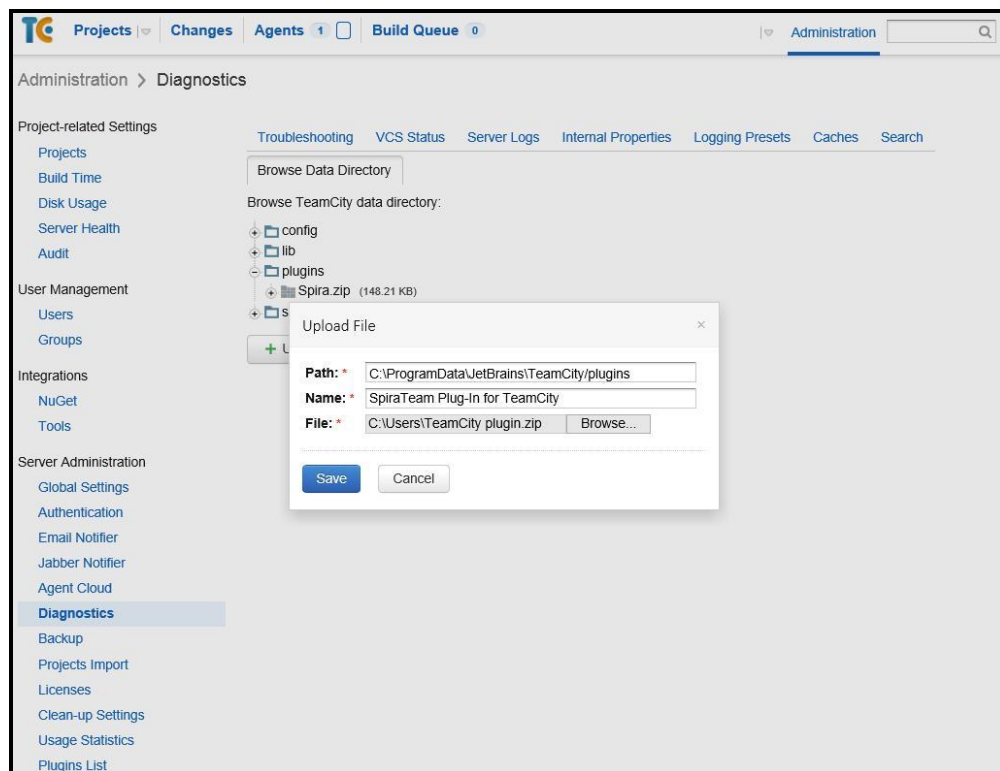 TC Projects Changes Agents 1 Build Queue 0 Administration
Administration > Diagnostics
Project-related Settings
Projects
Build Time
Disk Usage
Server Health
Audit
User Management
Users
Groups
Integrations
NuGet
Tools
Server Administration
Global Settings
Authentication
Email Notifier
Jabber Notifier
Agent Cloud
Diagnostics
Backup
Projects Import
Licenses
Clean-up Settings
Usage Statistics
Plugins List
Troubleshooting VCS Status Server Logs Internal Properties Logging Presets Caches Search
Browse Data Directory
Browse TeamCity data directory:
config
lib
plugins
Spira.zip (148.21 KB)
Upload File ×
Path: * C:\ProgramData\JetBrains\TeamCity/plugins
Name: * SpiraTeam Plug-In for TeamCity
File: * C:\Users\TeamCity plugin.zip Browse...
Save Cancel